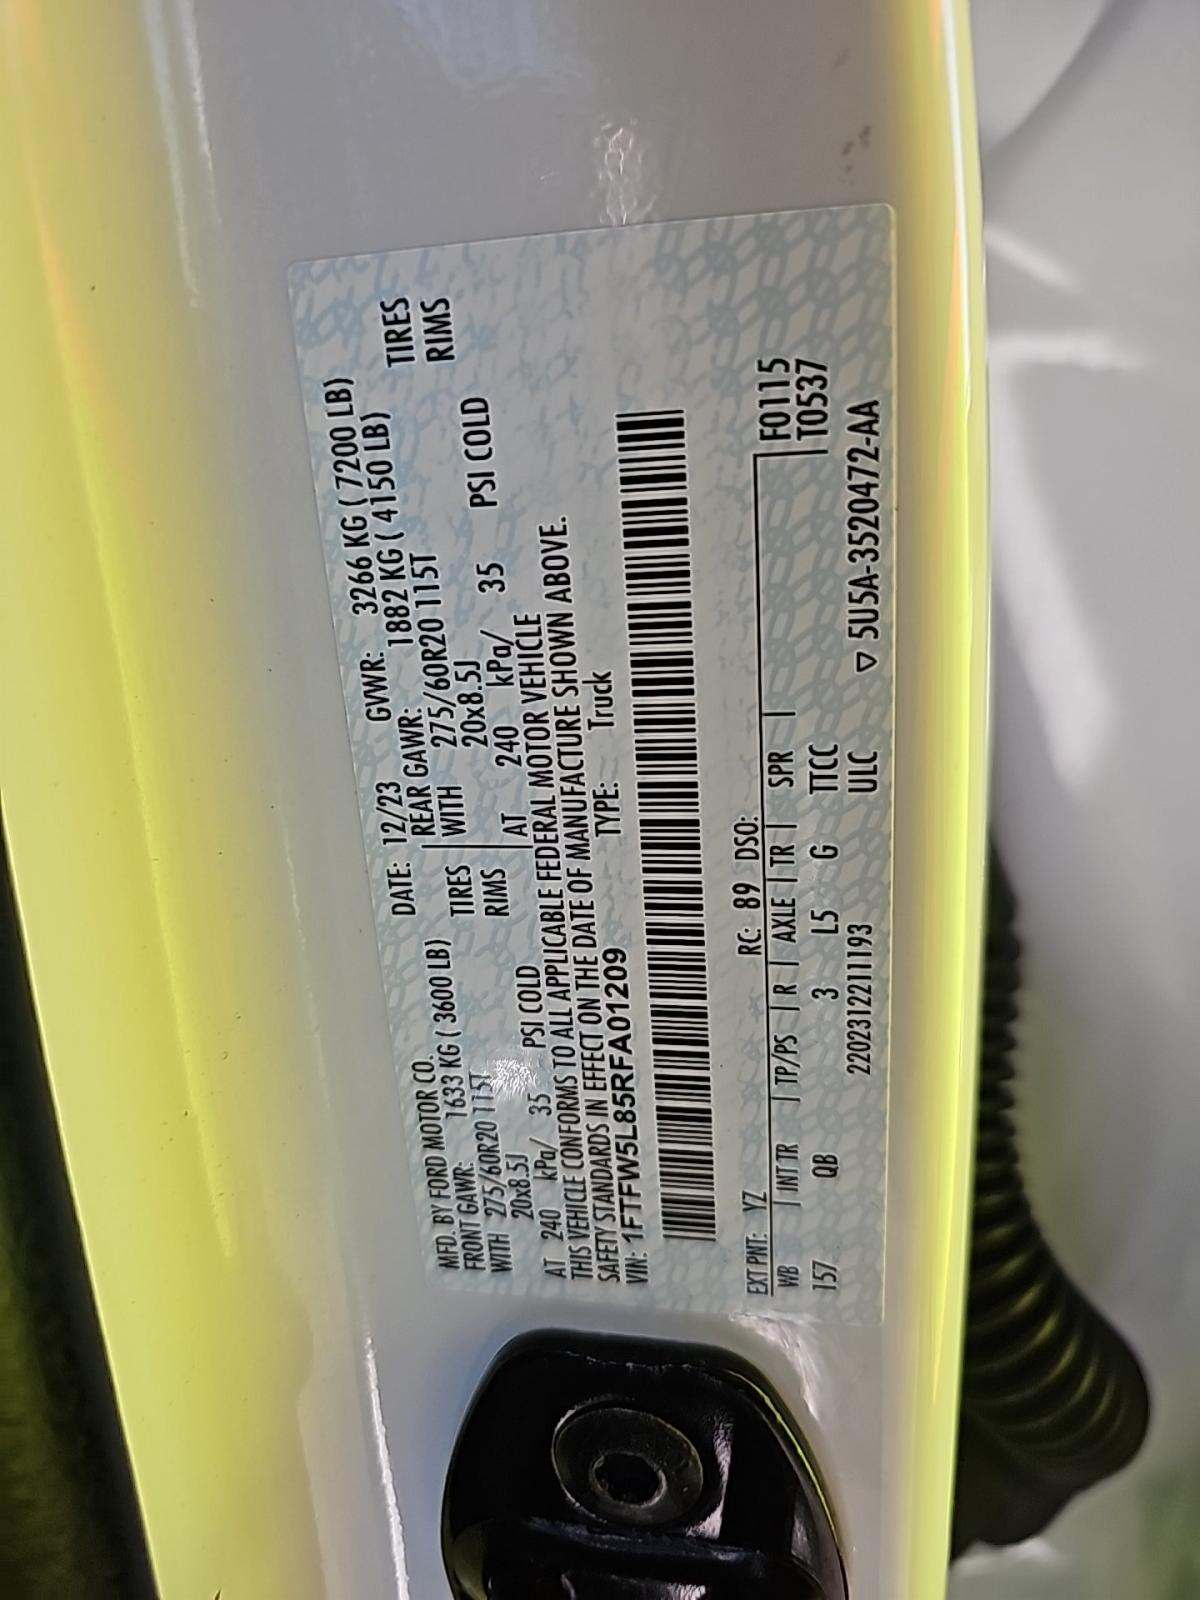 MFD. BY FORD MOTOR CO.
DATE: 12/23 GVWR: 3266 KG ( 7200 LB)
FRONT GAWR: 1633 KG ( 3600 LB) REAR GAWR: 1882 KG ( 4150 LB)
WITH 275/60R20 115T TIRES WITH 275/60R20 115T TIRES
20x8.5J RIMS 20x8.5J RIMS
AT 240 kPa/ 35 PSI COLD AT 240 kPa/ 35 PSI COLD
THIS VEHICLE CONFORMS TO ALL APPLICABLE FEDERAL MOTOR VEHICLE
SAFETY STANDARDS IN EFFECT ON THE DATE OF MANUFACTURE SHOWN ABOVE.
VIN: 1FTFW5L85RFA01209 TYPE: Truck
EXT PNT: YZ RC: 89 DSO: F0115
WB | INT TR | TP/PS | R | AXLE | TR | SPR | T0537
157 QB 3 L5 G TTCC
2202312211193 ULC ▽ 5U5A-3520472-AA